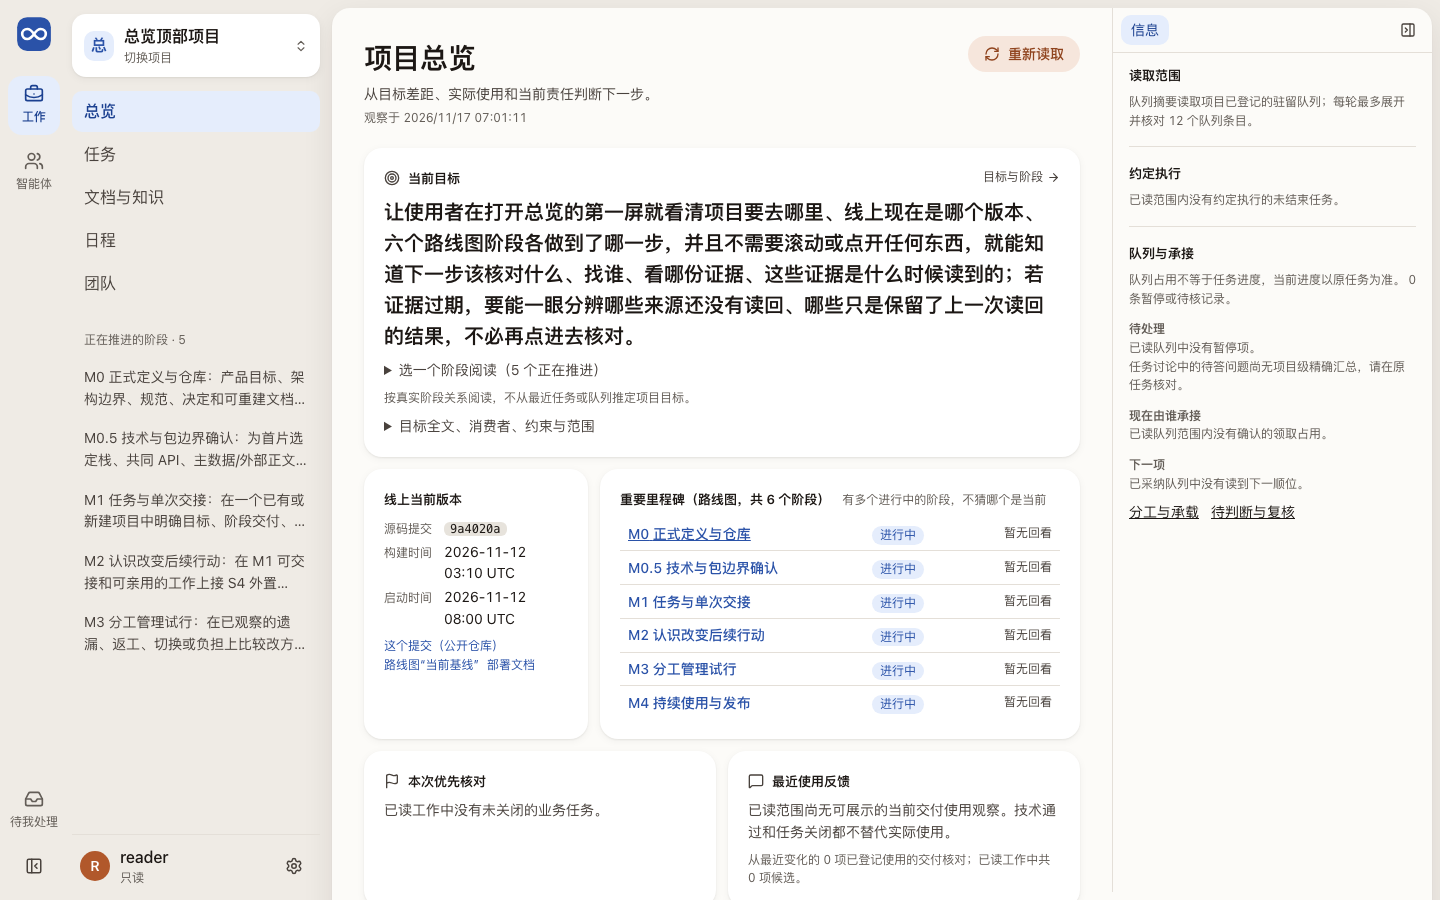 总
总览顶部项目
切换项目
工作
智能体
待我处理
总览
任务
文档与知识
日程
团队
正在推进的阶段 · 5
M0 正式定义与仓库：产品目标、架
构边界、规范、决定和可重建文档...
M0.5 技术与包边界确认：为首片选
定栈、共同 API、主数据/外部正文...
M1 任务与单次交接：在一个已有或
新建项目中明确目标、阶段交付、...
M2 认识改变后续行动：在 M1 可交
接和可亲用的工作上接 S4 外置...
M3 分工管理试行：在已观察的遗
漏、返工、切换或负担上比较改方...
R
reader
只读
项目总览
重新读取
从目标差距、实际使用和当前责任判断下一步。
观察于 2026/11/17 07:01:11
当前目标
目标与阶段
让使用者在打开总览的第一屏就看清项目要去哪里、线上现在是哪个版本、
六个路线图阶段各做到了哪一步，并且不需要滚动或点开任何东西，就能知
道下一步该核对什么、找谁、看哪份证据、这些证据是什么时候读到的；若
证据过期，要能一眼分辨哪些来源还没有读回、哪些只是保留了上一次读回
的结果，不必再点进去核对。
选一个阶段阅读（5 个正在推进）
按真实阶段关系阅读，不从最近任务或队列推定项目目标。
目标全文、消费者、约束与范围
线上当前版本
源码提交 9a4020a
构建时间 2026-11-12
03:10 UTC
启动时间 2026-11-12
08:00 UTC
这个提交（公开仓库）
路线图“当前基线” 部署文档
重要里程碑（路线图，共 6 个阶段） 有多个进行中的阶段，不猜哪个是当前
M0 正式定义与仓库 进行中 暂无回看
M0.5 技术与包边界确认 进行中 暂无回看
M1 任务与单次交接 进行中 暂无回看
M2 认识改变后续行动 进行中 暂无回看
M3 分工管理试行 进行中 暂无回看
M4 持续使用与发布 进行中 暂无回看
本次优先核对
已读工作中没有未关闭的业务任务。
最近使用反馈
已读范围尚无可展示的当前交付使用观察。技术通
过和任务关闭都不替代实际使用。
从最近变化的 0 项已登记使用的交付核对；已读工作中共
0 项候选。
信息
读取范围
队列摘要读取项目已登记的驻留队列；每轮最多展开
并核对 12 个队列条目。
约定执行
已读范围内没有约定执行的未结束任务。
队列与承接
队列占用不等于任务进度，当前进度以原任务为准。 0
条暂停或待核记录。
待处理
已读队列中没有暂停项。
任务讨论中的待答问题尚无项目级精确汇总，请在原
任务核对。
现在由谁承接
已读队列范围内没有确认的领取占用。
下一项
已采纳队列中没有读到下一顺位。
分工与承载 待判断与复核